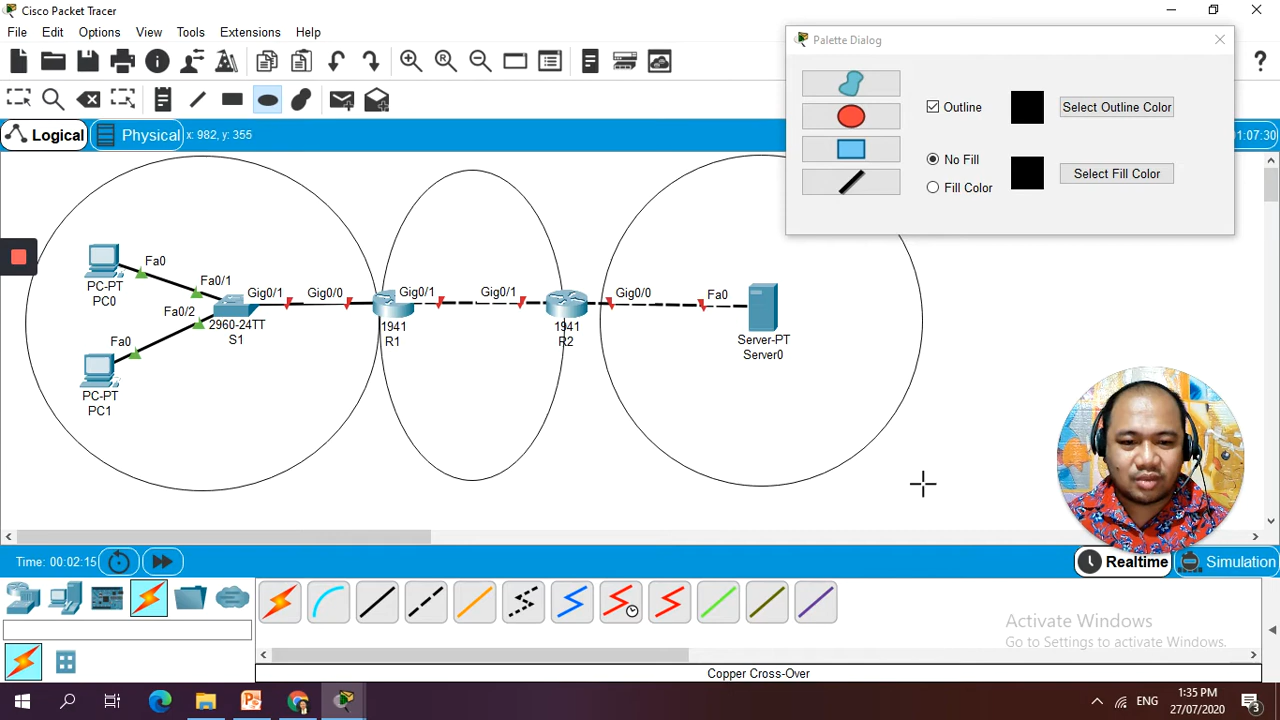 Cisco Packet Tracer
File Edit Options View Tools Extensions Help
Palette Dialog
Outline
Select Outline Color
No Fill
Fill Color
Select Fill Color
Logical
Physical
x: 982, y: 355
01:07:30
Fa0
PC-PT
PC0
Fa0/1
Gig0/1
Gig0/0
Gig0/1
Gig0/1
Gig0/0
Fa0
Fa0/2
2960-24TT
S1
1941
R1
1941
R2
Server-PT
Server0
Fa0
PC-PT
PC1
Time: 00:02:15
Realtime
Simulation
Activate Windows
Go to Settings to activate Windows.
Copper Cross-Over
ENG
1:35 PM
27/07/2020
3